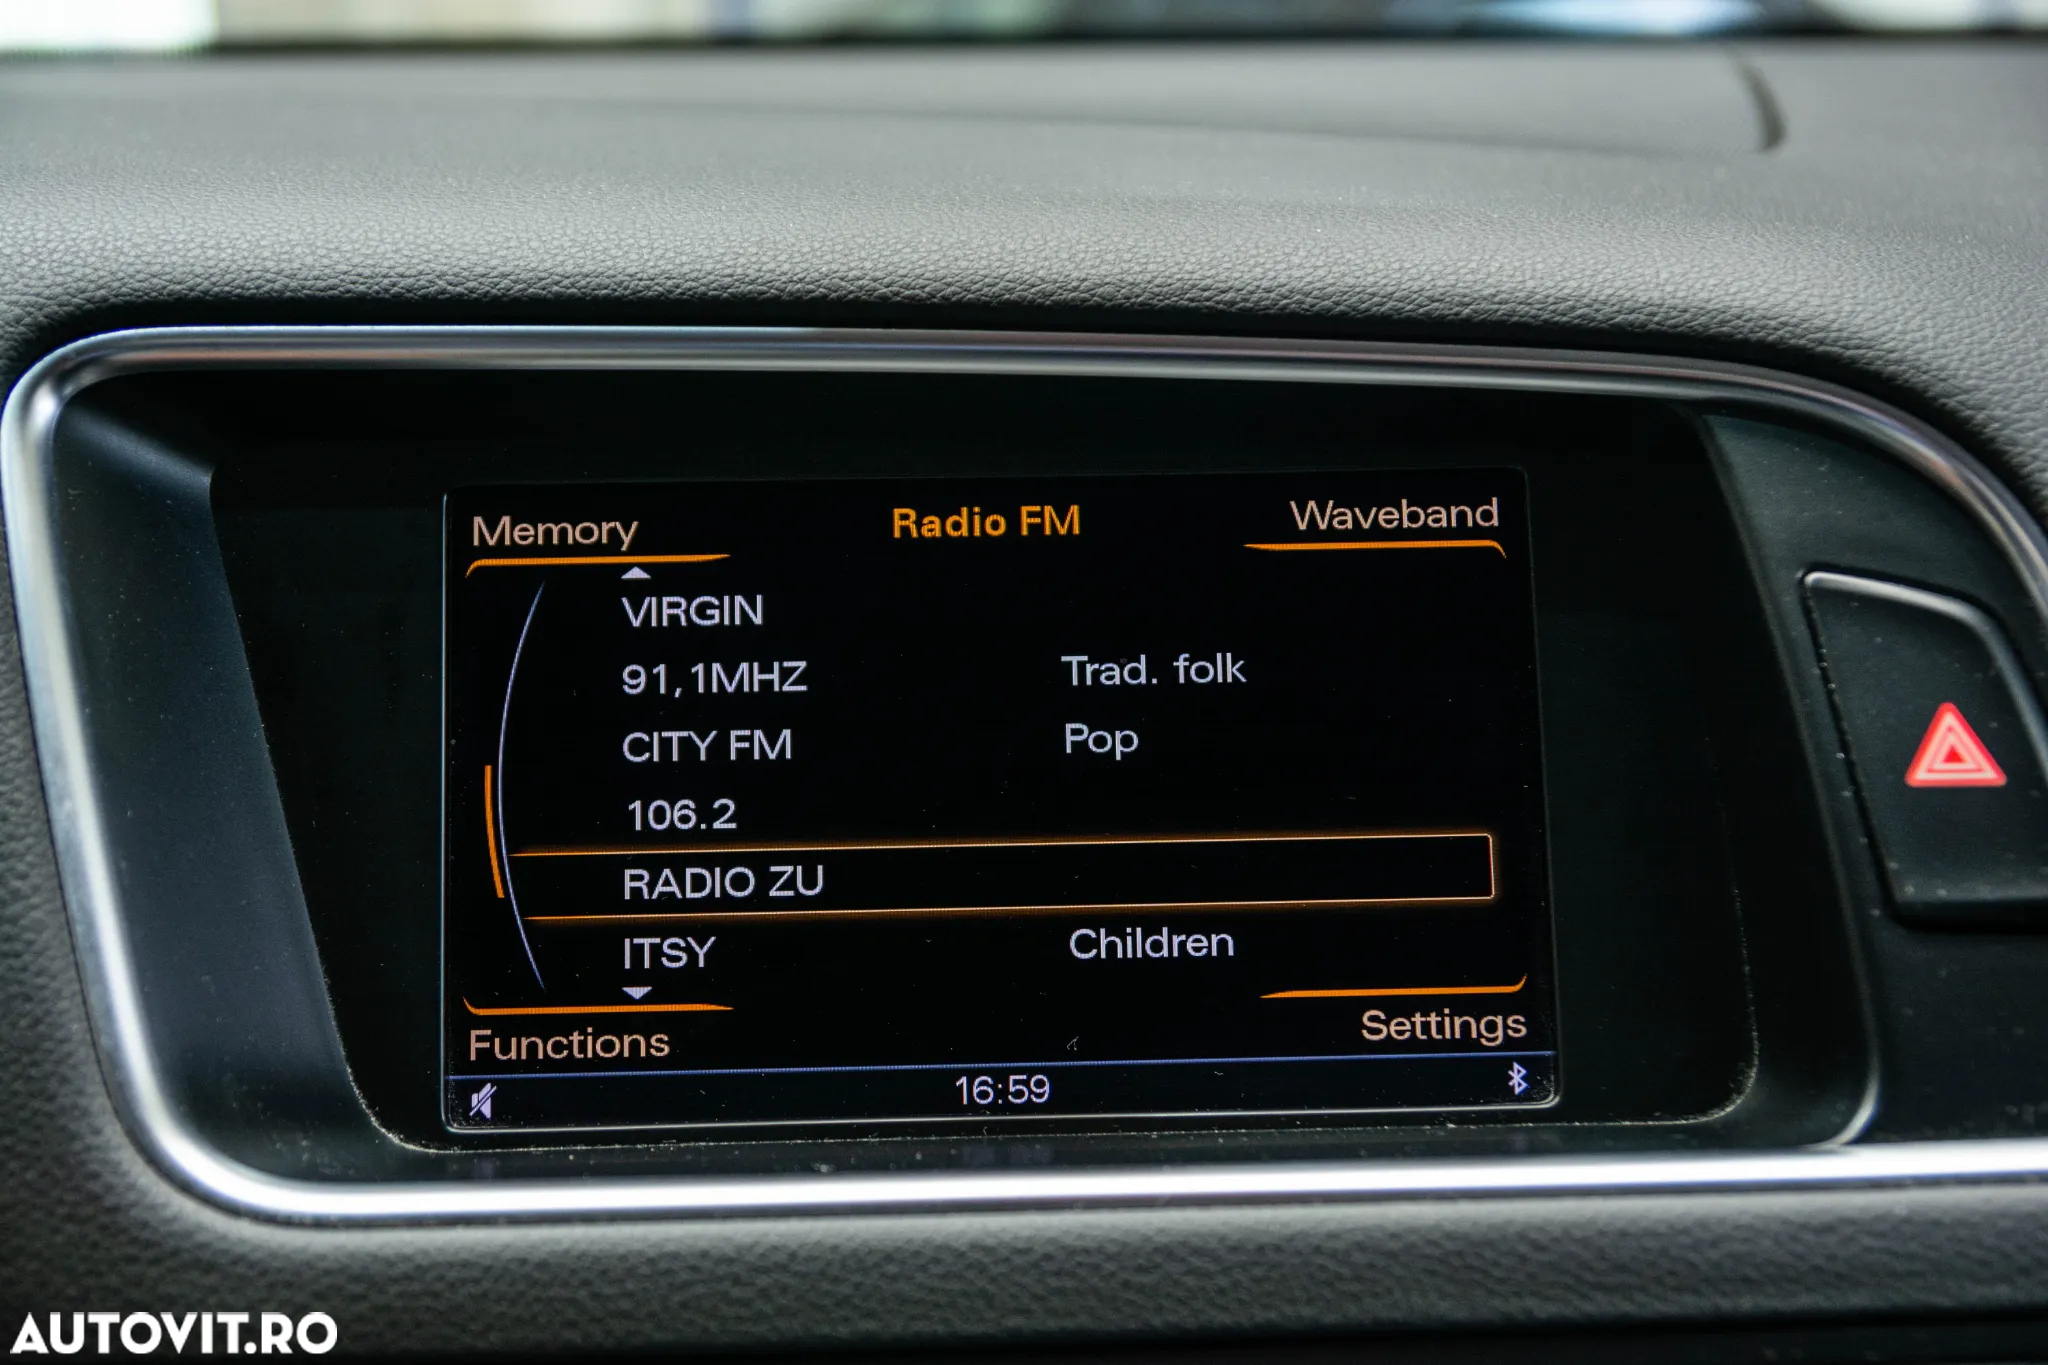 Memory Radio FM Waveband
VIRGIN
91,1MHZ Trad. folk
CITY FM Pop
106.2
RADIO ZU
ITSY Children
Functions Settings
16:59
AUTOVIT.RO